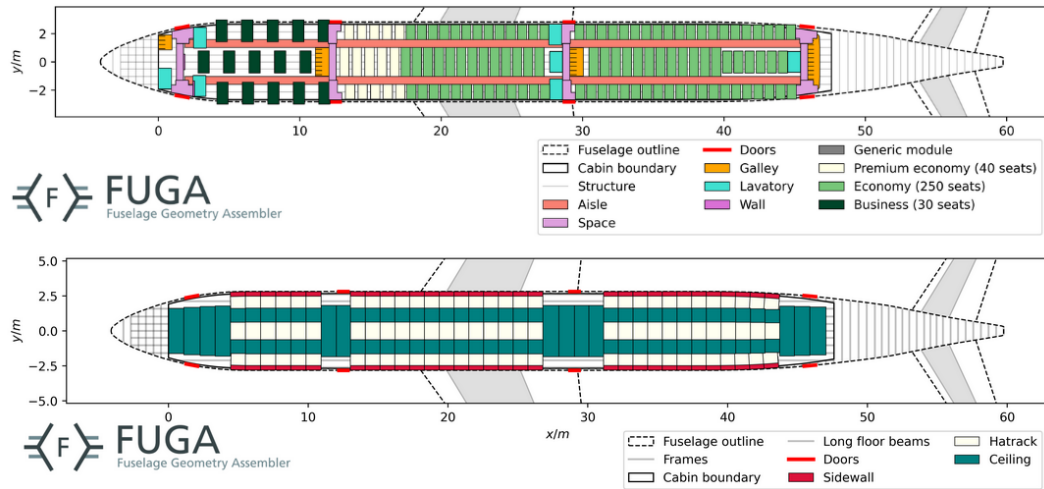 y/m
2
0
−2
0
10
20
30
40
50
60
Fuselage outline
Cabin boundary
Structure
Aisle
Space
Doors
Galley
Lavatory
Wall
Generic module
Premium economy (40 seats)
Economy (250 seats)
Business (30 seats)
F
FUGA
Fuselage Geometry Assembler
y/m
5.0
2.5
0.0
−2.5
−5.0
0
10
20
30
40
50
60
x/m
Fuselage outline
Frames
Cabin boundary
Long floor beams
Doors
Sidewall
Hatrack
Ceiling
F
FUGA
Fuselage Geometry Assembler